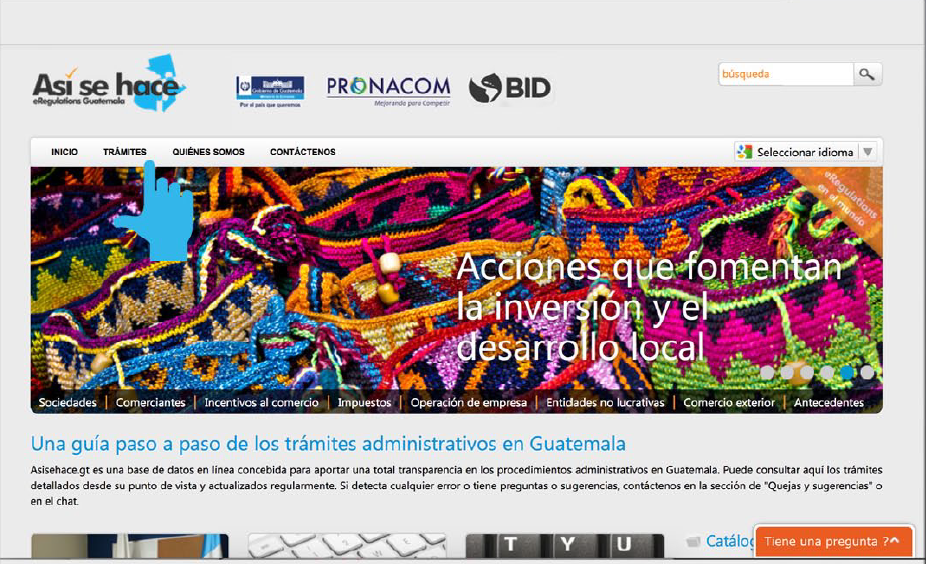 Así se hace
eRegulations Guatemala
Gobierno de Guatemala
Por el país que queremos
PRONACOM
Mejorando para Competir
BID
búsqueda
INICIO TRÁMITES QUIÉNES SOMOS CONTÁCTENOS
Seleccionar idioma
eRegulations
en el mundo
Acciones que fomentan
la inversión y el
desarrollo local
Sociedades | Comerciantes | Incentivos al comercio | Impuestos | Operación de empresa | Entidades no lucrativas | Comercio exterior | Antecedentes
Una guía paso a paso de los trámites administrativos en Guatemala
Asisehace.gt es una base de datos en línea concebida para aportar una total transparencia en los procedimientos administrativos en Guatemala. Puede consultar aquí los trámites
detallados desde su punto de vista y actualizados regularmente. Si detecta cualquier error o tiene preguntas o sugerencias, contáctenos en la sección de "Quejas y sugerencias" o
en el chat.
T Y U
Catálog
Tiene una pregunta ?